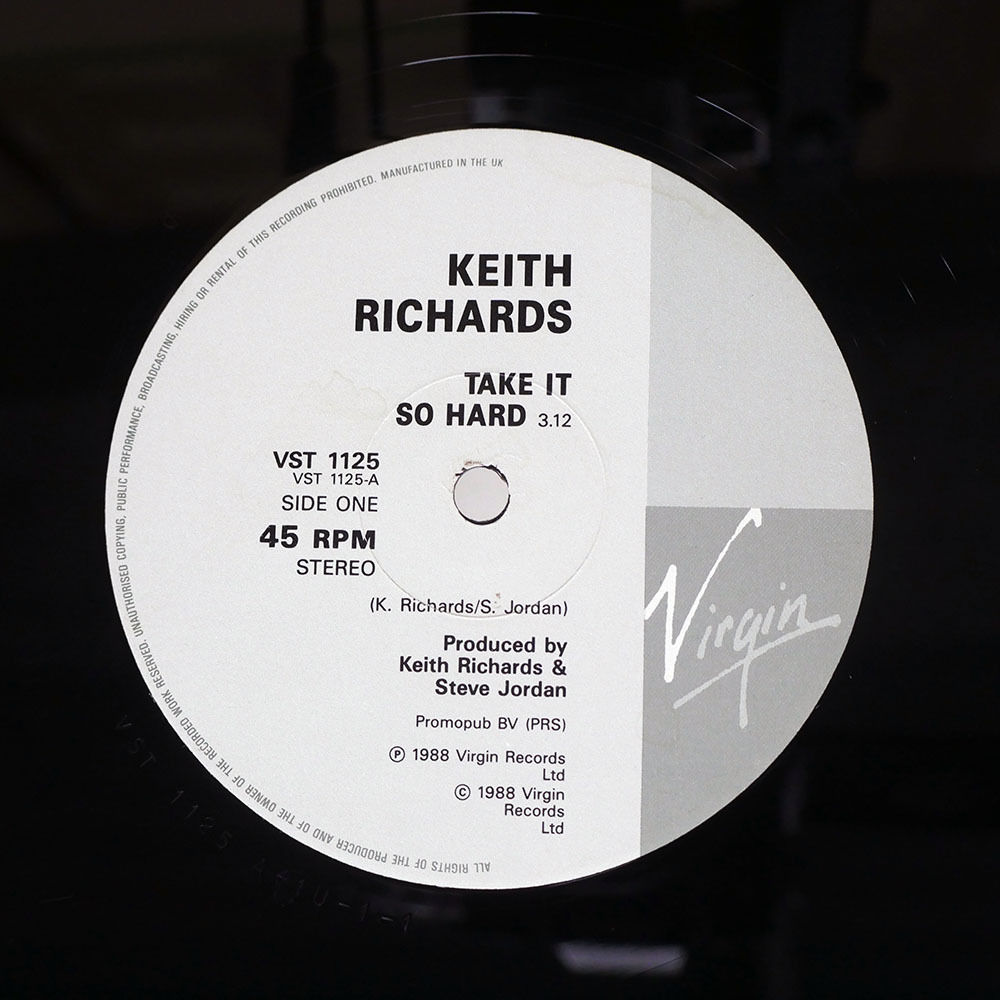 KEITH
RICHARDS
TAKE IT
SO HARD 3.12
VST 1125
VST 1125-A
SIDE ONE
45 RPM
STEREO
(K. Richards/S. Jordan)
Produced by
Keith Richards &
Steve Jordan
Promopub BV (PRS)
℗ 1988 Virgin Records
Ltd
© 1988 Virgin
Records
Ltd
Virgin
ALL RIGHTS OF THE PRODUCER AND OF THE OWNER OF THE RECORDED WORK RESERVED. UNAUTHORISED COPYING, PUBLIC PERFORMANCE, BROADCASTING, HIRING OR RENTAL OF THIS RECORDING PROHIBITED. MANUFACTURED IN THE UK
VST 1125